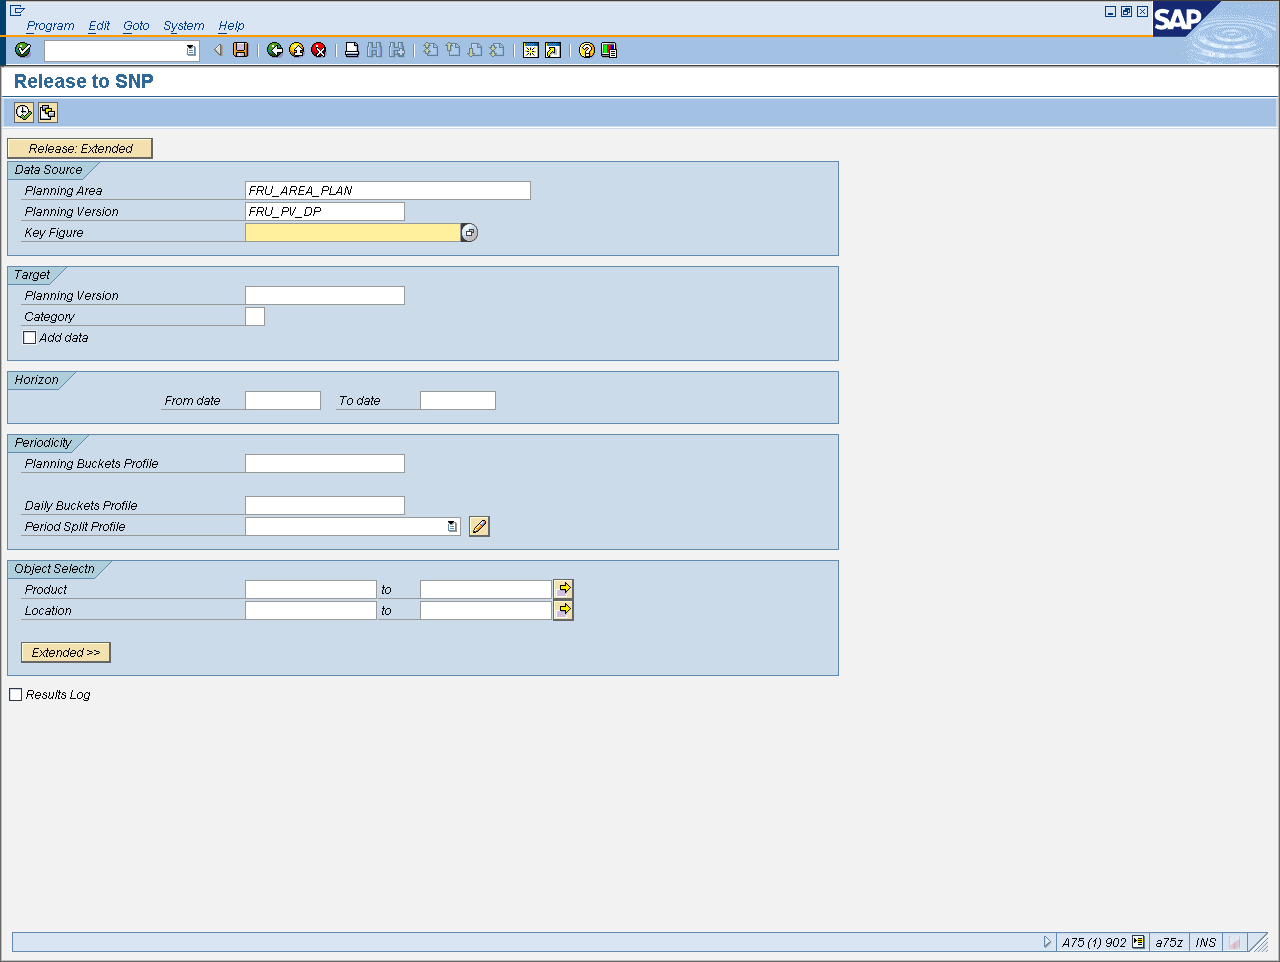 Program Edit Goto System Help
SAP
Release to SNP
Release: Extended
Data Source
Planning Area FRU_AREA_PLAN
Planning Version FRU_PV_DP
Key Figure
Target
Planning Version
Category
Add data
Horizon
From date To date
Periodicity
Planning Buckets Profile
Daily Buckets Profile
Period Split Profile
Object Selectn
Product to
Location to
Extended >>
Results Log
A75 (1) 902 a75z INS